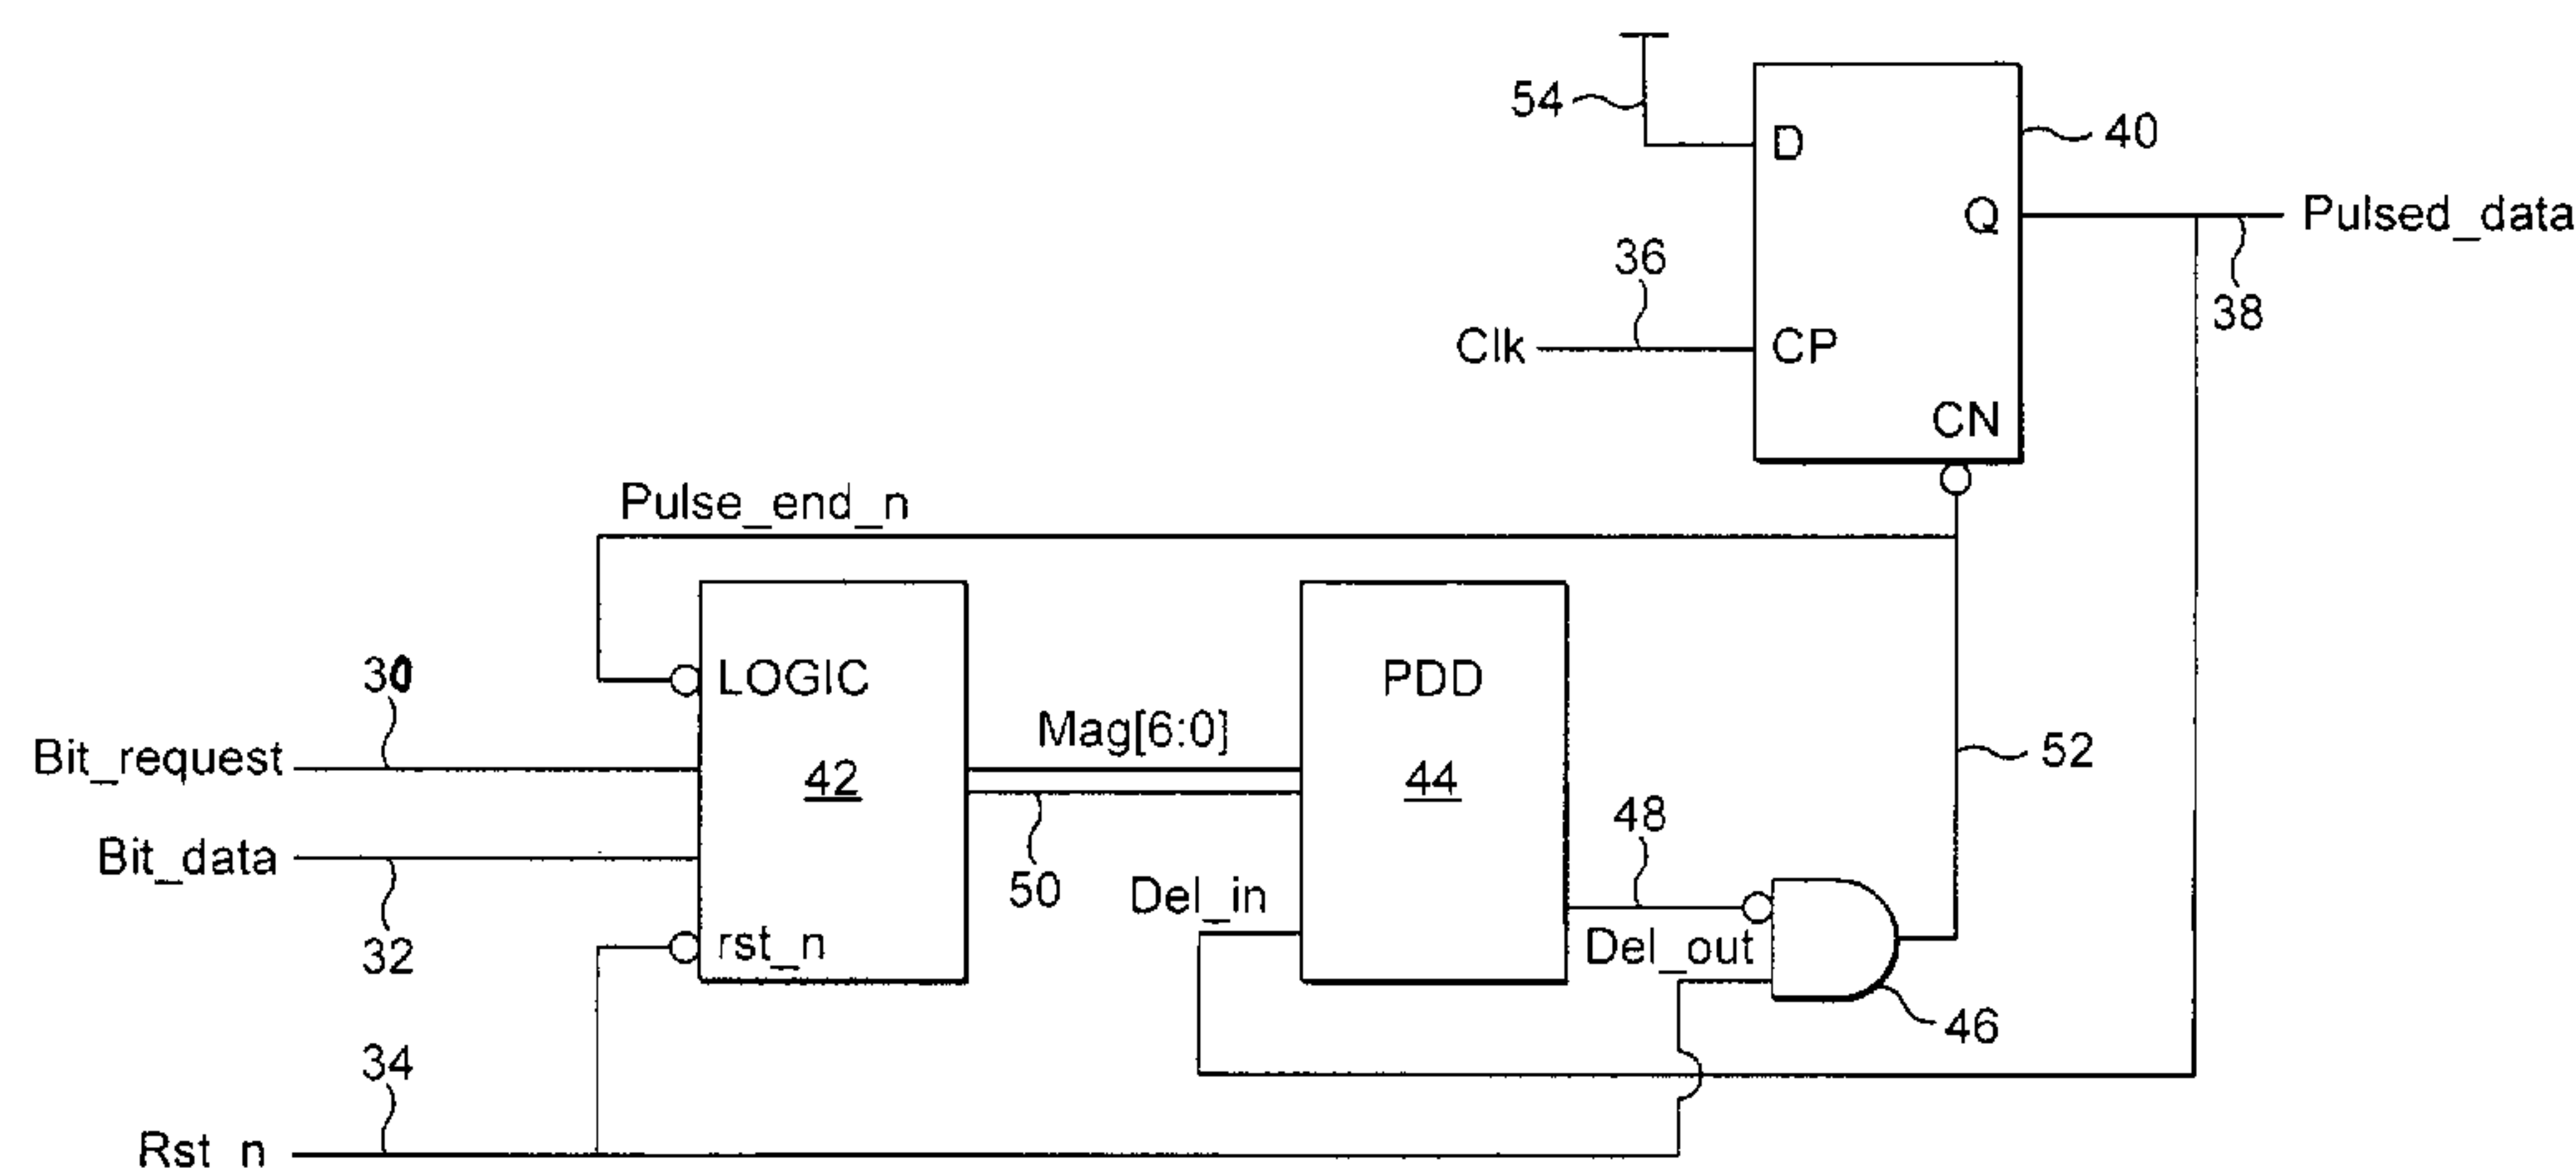 54
D
40
Q
Pulsed_data
36
38
Clk
CP
CN
Pulse_end_n
LOGIC
PDD
30
Mag[6:0]
Bit_request
42
44
52
48
Bit_data
50
Del_in
32
rst_n
Del_out
46
34
Rst_n